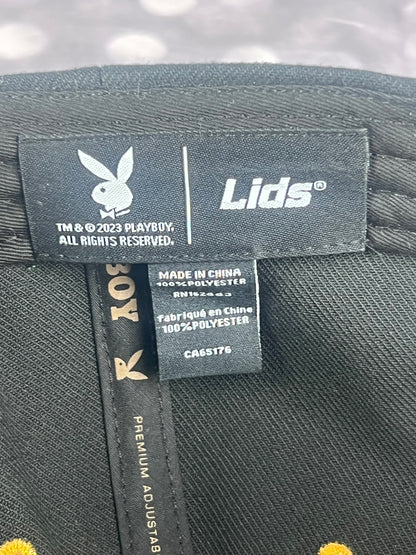 TM & © 2023 PLAYBOY.
ALL RIGHTS RESERVED.
Lids®
MADE IN CHINA
100% POLYESTER
Fabriqué en Chine
100% POLYESTER
CA65176
BOY
PREMIUM ADJUSTAB